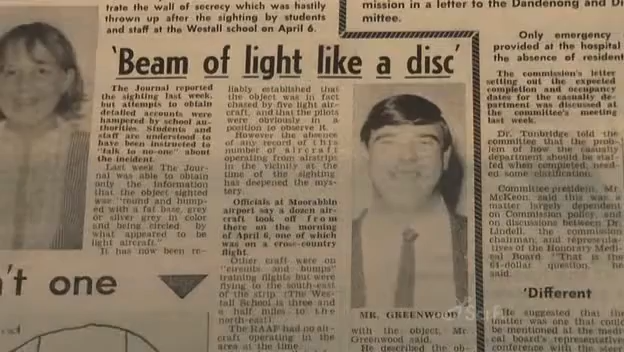 trate the wall of secrecy which was hastily
thrown up after the sighting by students
and staff at the Westall school on April 6.
'Beam of light like a disc'
The Journal reported
the sighting last week,
but attempts to obtain
detailed accounts were
hampered by school au-
thorities. Students and
staff are understood to
have been instructed to
"talk to no-one" about
the incident.
Last week The Jour-
nal was able to obtain
only the information
that the object sighted
was "round and hump-
ed with a flat base, grey
or silver grey in color
and being circled by
what appeared to be
light aircraft."
It has now been re-
liably established that
the object was in fact
chased by five light air-
craft, and that the pilots
were obviously in a
position to observe it.
However the absence
of any record of this
number of aircraft
operating from airstrips
in the vicinity at the
time of the sighting
has deepened the mys-
tery.
Officials at Moorabbin
airport say a dozen air-
craft took off from
there on the morning
of April 6, one of which
was on a cross-country
flight.
Other craft were on
"circuits and bumps"
training flights but were
flying to the south-east
of the strip. (The Wes-
tall School is three and
a half miles to the
north-east)
The RAAF had no air-
craft operating in the
area at the time.
MR. GREENWOOD
with the object, Mr.
Greenwood said.
He described the ob-
mission in a letter to the Dandenong and Di
mittee.
Only emergency
provided at the hospital
the absence of resident
The commission's letter
setting out the expected
completion and occupancy
dates for the casualty de-
partment was discussed at
the committee's meeting
last week.
Dr. Tunbridge told the
committee that the prob-
lem of how the casualty
department should be staf-
fed when completed, need-
ed some clarification.
Committee president, Mr.
McKeon, said this was a
matter largely dependent
on Commission policy, and
on discussions between Dr.
Lindell, the commission
chairman, and representa-
tives of the Honorary Medi-
cal Board "That is the
64-dollar question," he
said.
'Different
He suggested that the
matter was one that could
be mentioned at the medi-
cal board's representative
conference with the
't one